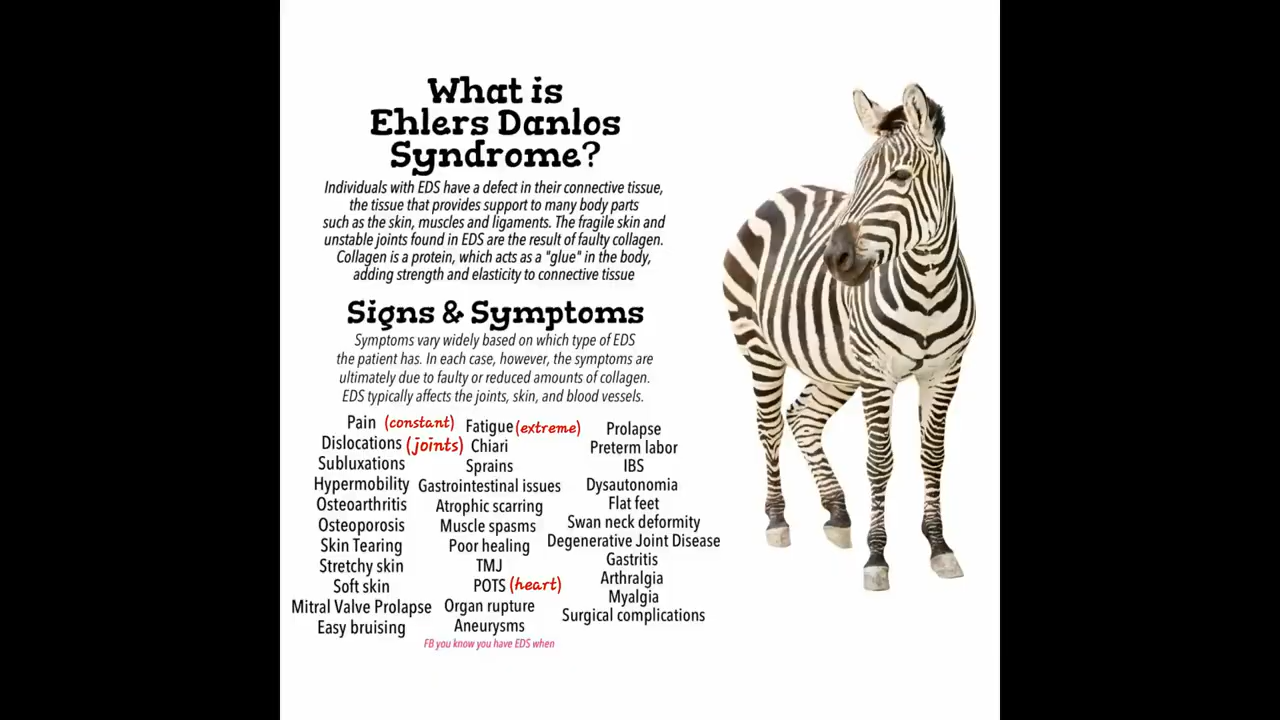 What is
Ehlers Danlos
Syndrome?
Individuals with EDS have a defect in their connective tissue,
the tissue that provides support to many body parts
such as the skin, muscles and ligaments. The fragile skin and
unstable joints found in EDS are the result of faulty collagen.
Collagen is a protein, which acts as a "glue" in the body,
adding strength and elasticity to connective tissue
Signs & Symptoms
Symptoms vary widely based on which type of EDS
the patient has. In each case, however, the symptoms are
ultimately due to faulty or reduced amounts of collagen.
EDS typically affects the joints, skin, and blood vessels.
Pain (constant)
Dislocations (joints)
Subluxations
Hypermobility
Osteoarthritis
Osteoporosis
Skin Tearing
Stretchy skin
Soft skin
Mitral Valve Prolapse
Easy bruising
Fatigue (extreme)
Chiari
Sprains
Gastrointestinal issues
Atrophic scarring
Muscle spasms
Poor healing
TMJ
POTS (heart)
Organ rupture
Aneurysms
Prolapse
Preterm labor
IBS
Dysautonomia
Flat feet
Swan neck deformity
Degenerative Joint Disease
Gastritis
Arthralgia
Myalgia
Surgical complications
FB you know you have EDS when